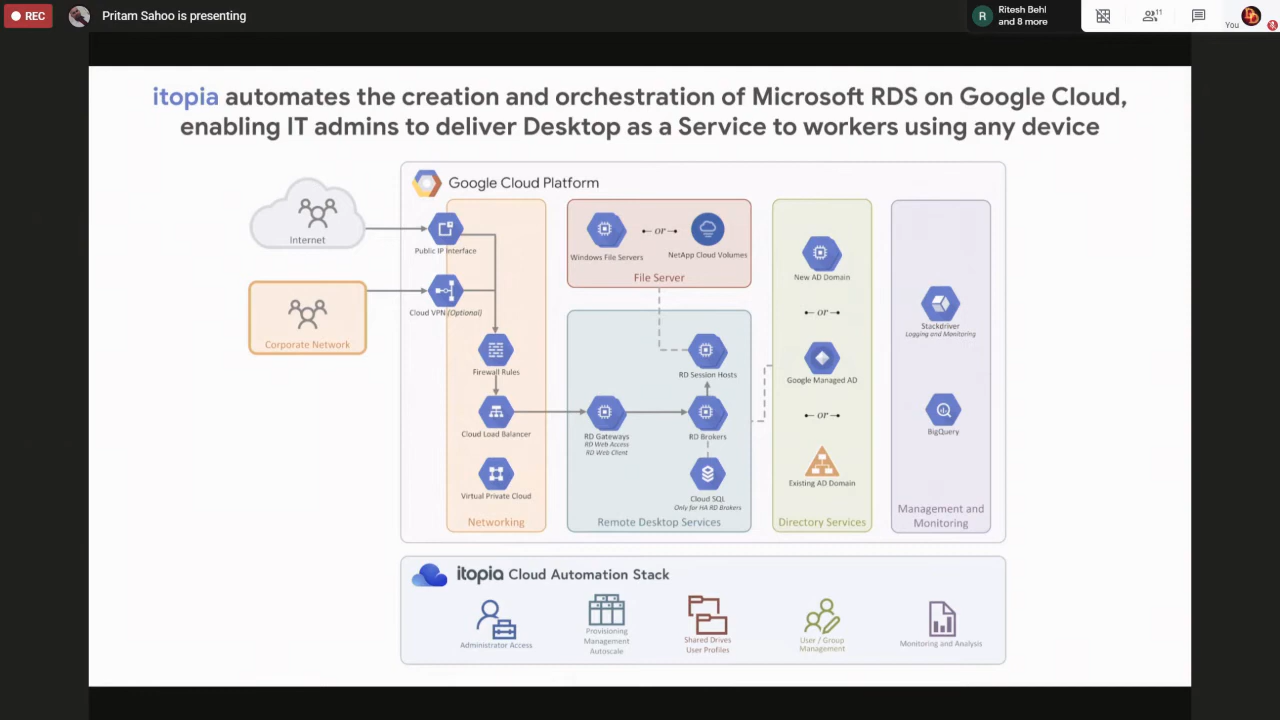 REC
Pritam Sahoo is presenting
Ritesh Behl
and 8 more
R
11
You
itopia automates the creation and orchestration of Microsoft RDS on Google Cloud,
enabling IT admins to deliver Desktop as a Service to workers using any device
Google Cloud Platform
Internet
Corporate Network
Public IP Interface
Cloud VPN (Optional)
Firewall Rules
Cloud Load Balancer
Virtual Private Cloud
Networking
Windows File Servers
or
NetApp Cloud Volumes
File Server
RD Session Hosts
RD Gateways
RD Web Access
RD Web Client
RD Brokers
Cloud SQL
Only for HA RD Brokers
Remote Desktop Services
New AD Domain
or
Google Managed AD
or
Existing AD Domain
Directory Services
Stackdriver
Logging and Monitoring
BigQuery
Management and
Monitoring
itopia Cloud Automation Stack
Administrator Access
Provisioning
Management
Autoscale
Shared Drives
User Profiles
User / Group
Management
Monitoring and Analysis